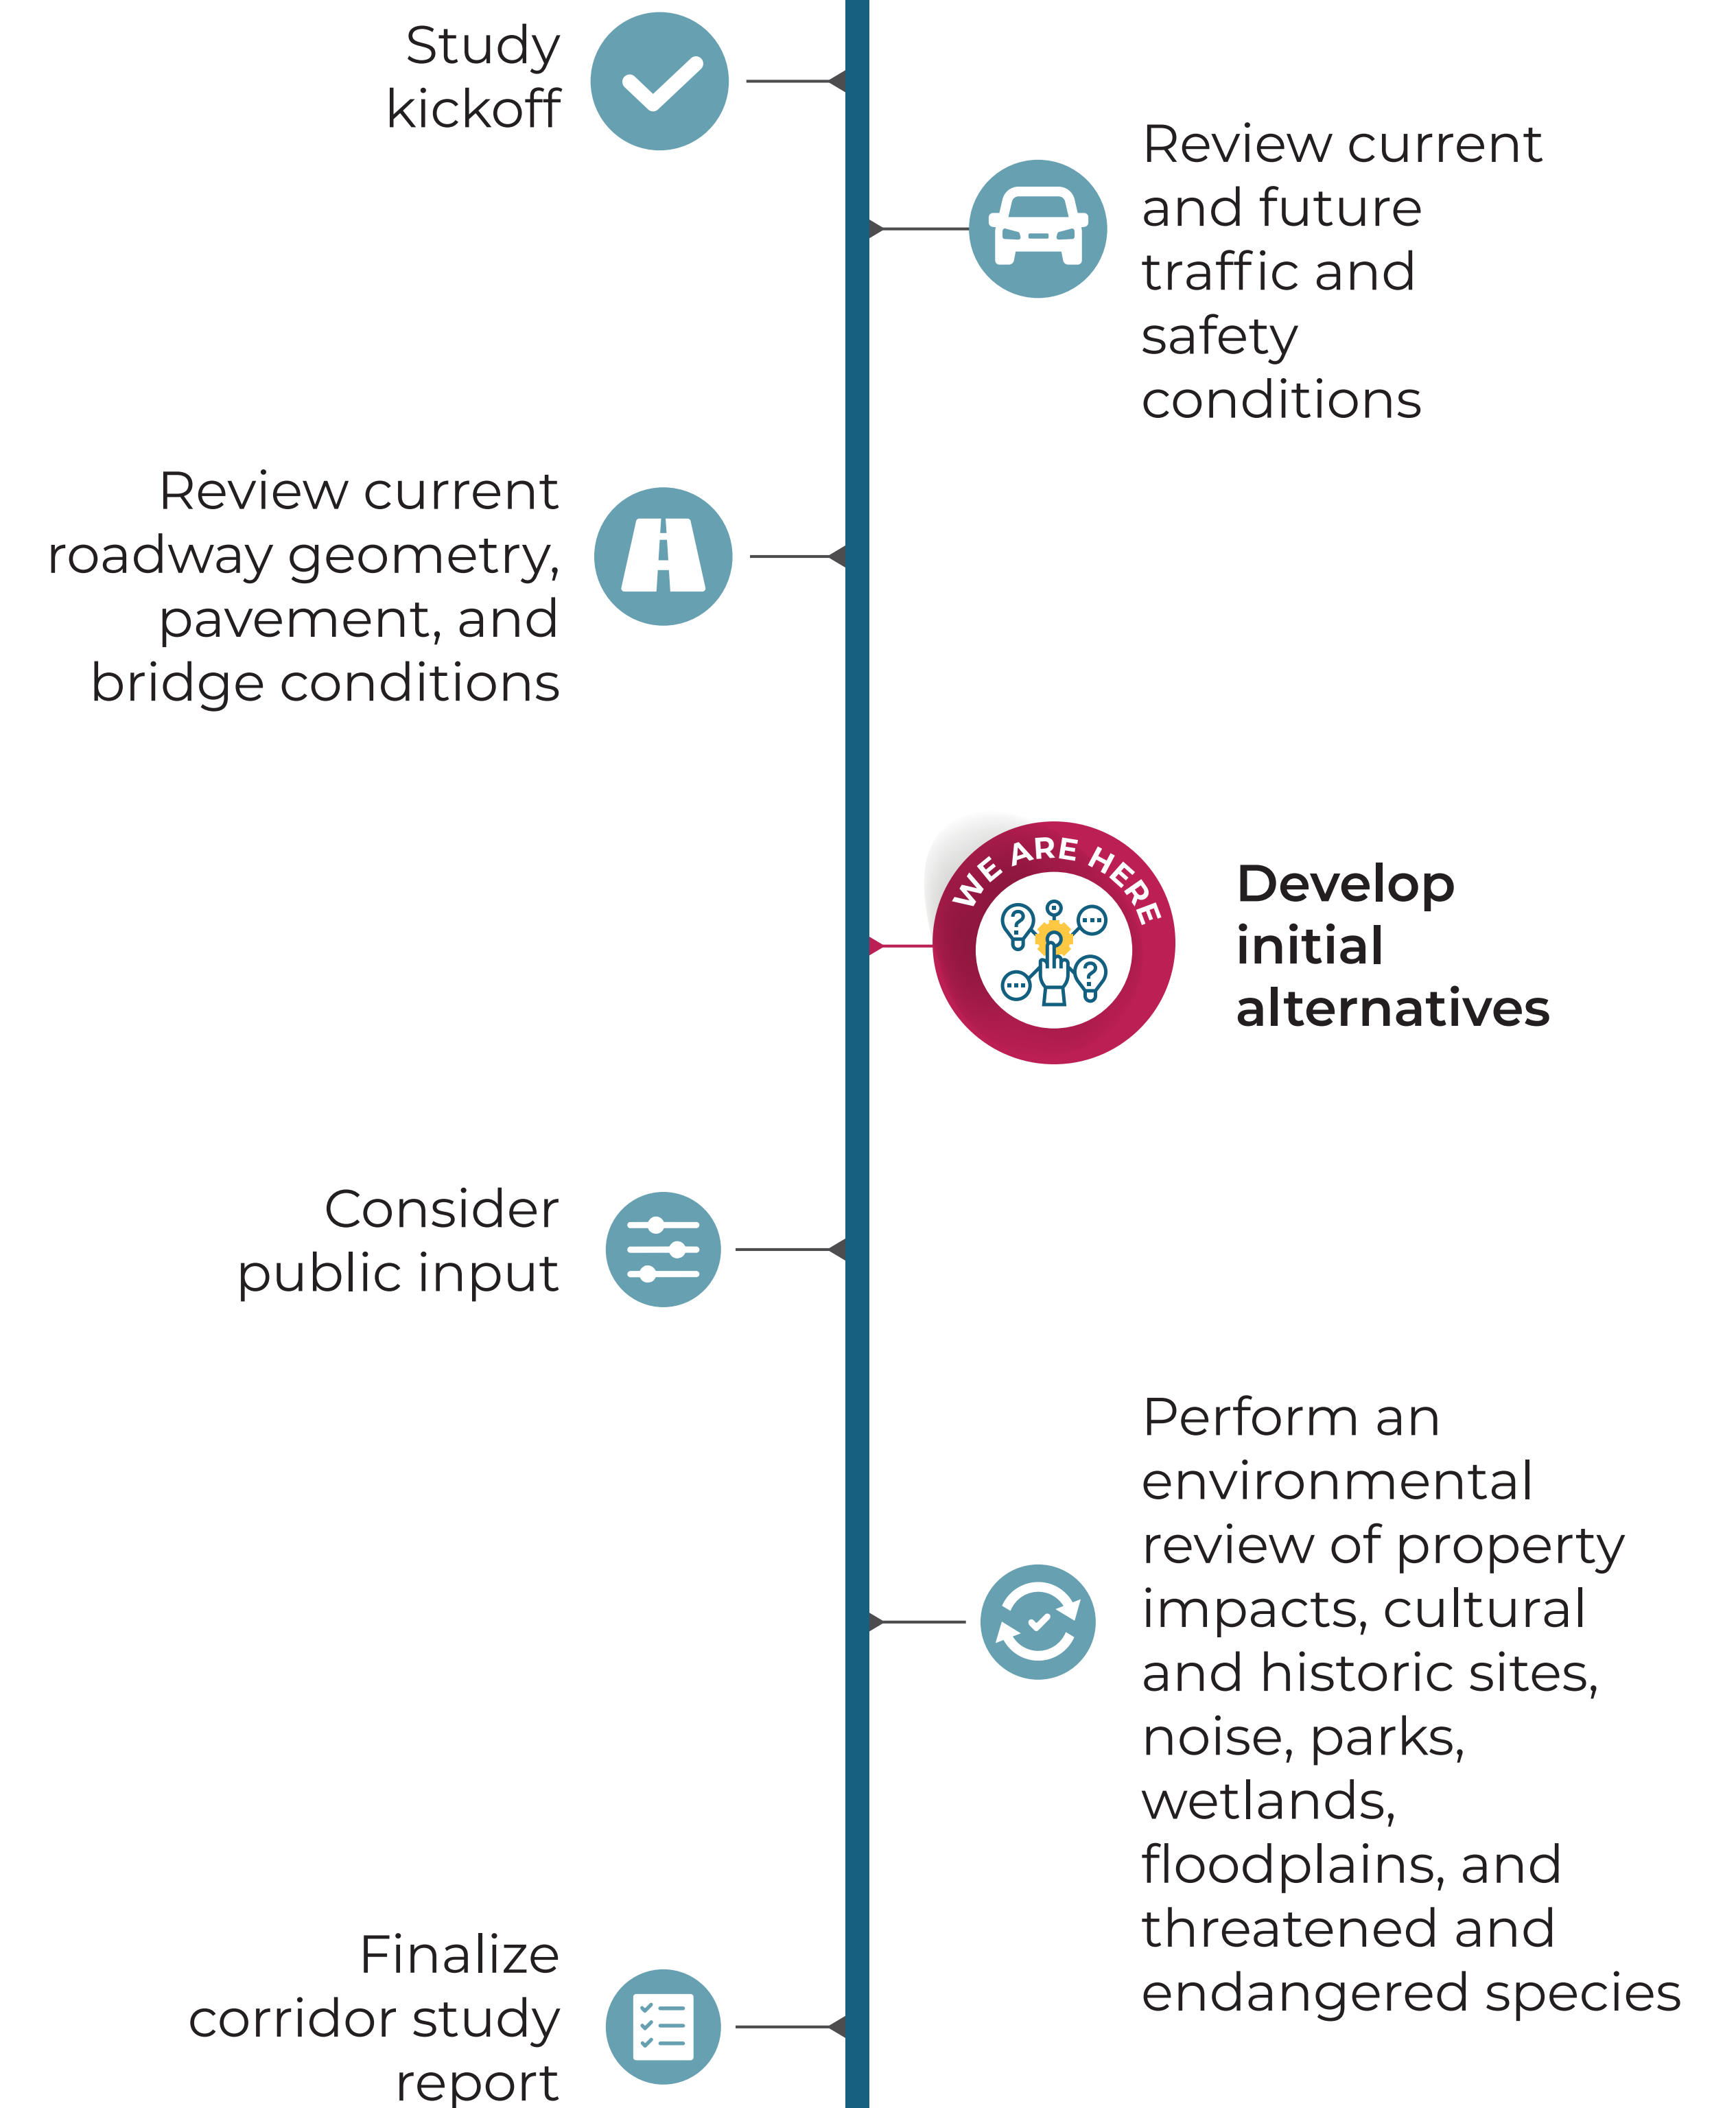 Study
kickoff
Review current
and future
traffic and
safety
conditions
Review current
roadway geometry,
pavement, and
bridge conditions
WE ARE HERE
Develop
initial
alternatives
Consider
public input
Perform an
environmental
review of property
impacts, cultural
and historic sites,
noise, parks,
wetlands,
floodplains, and
threatened and
endangered species
Finalize
corridor study
report